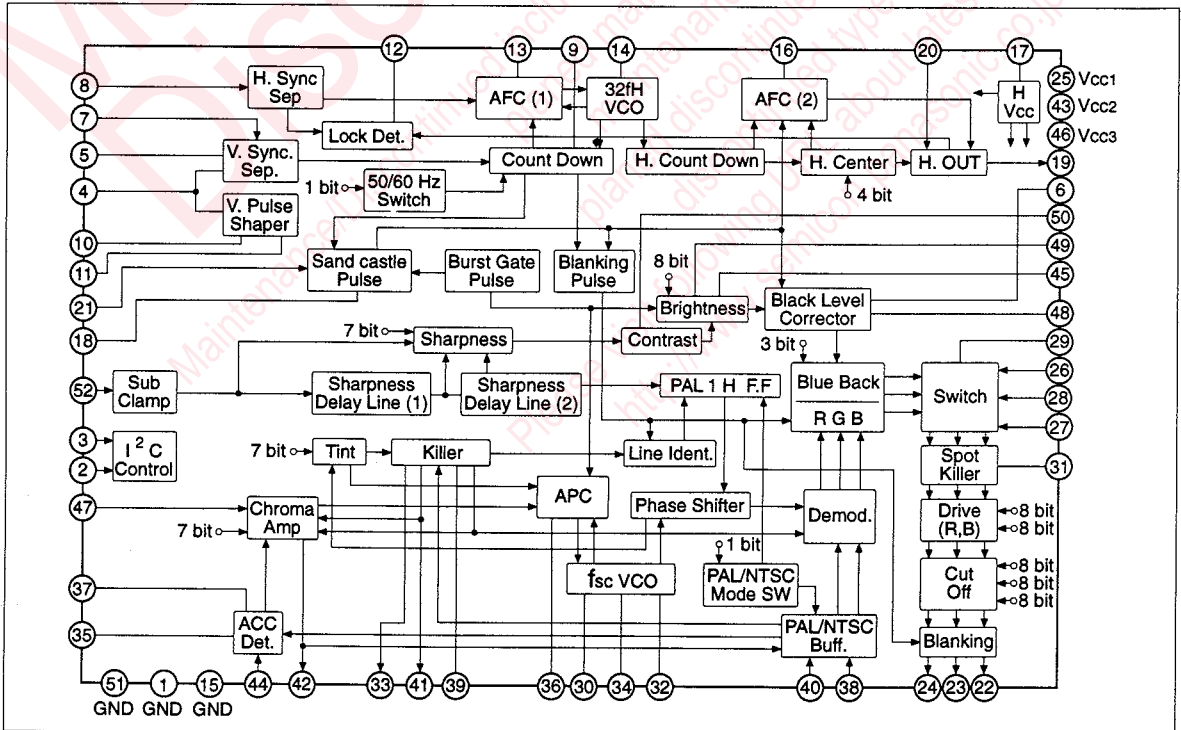 12
13
9
14
16
20
17
8
H. Sync
Sep
AFC (1)
32fH
VCO
AFC (2)
H
Vcc
25 Vcc1
43 Vcc2
46 Vcc3
7
Lock Det.
5
V. Sync.
Sep.
Count Down
H. Count Down
H. Center
H. OUT
19
4
1 bit
50/60 Hz
Switch
4 bit
6
V. Pulse
Shaper
50
10
49
11
Sand castle
Pulse
Burst Gate
Pulse
Blanking
Pulse
8 bit
45
21
Brightness
Black Level
Corrector
48
18
7 bit
Sharpness
Contrast
3 bit
29
52
Sub
Clamp
Sharpness
Delay Line (1)
Sharpness
Delay Line (2)
PAL 1 H F.F
Blue Back
R G B
Switch
26
28
27
3
2
I2C
Control
7 bit
Tint
Killer
Line Ident.
Spot
Killer
31
47
Chroma
Amp
7 bit
APC
Phase Shifter
Demod.
Drive
(R,B)
8 bit
8 bit
1 bit
37
fsc VCO
PAL/NTSC
Mode SW
Cut
Off
8 bit
8 bit
8 bit
35
ACC
Det.
PAL/NTSC
Buff.
Blanking
51
GND
1
GND
15
GND
44
42
33
41
39
36
30
34
32
40
38
24
23
22